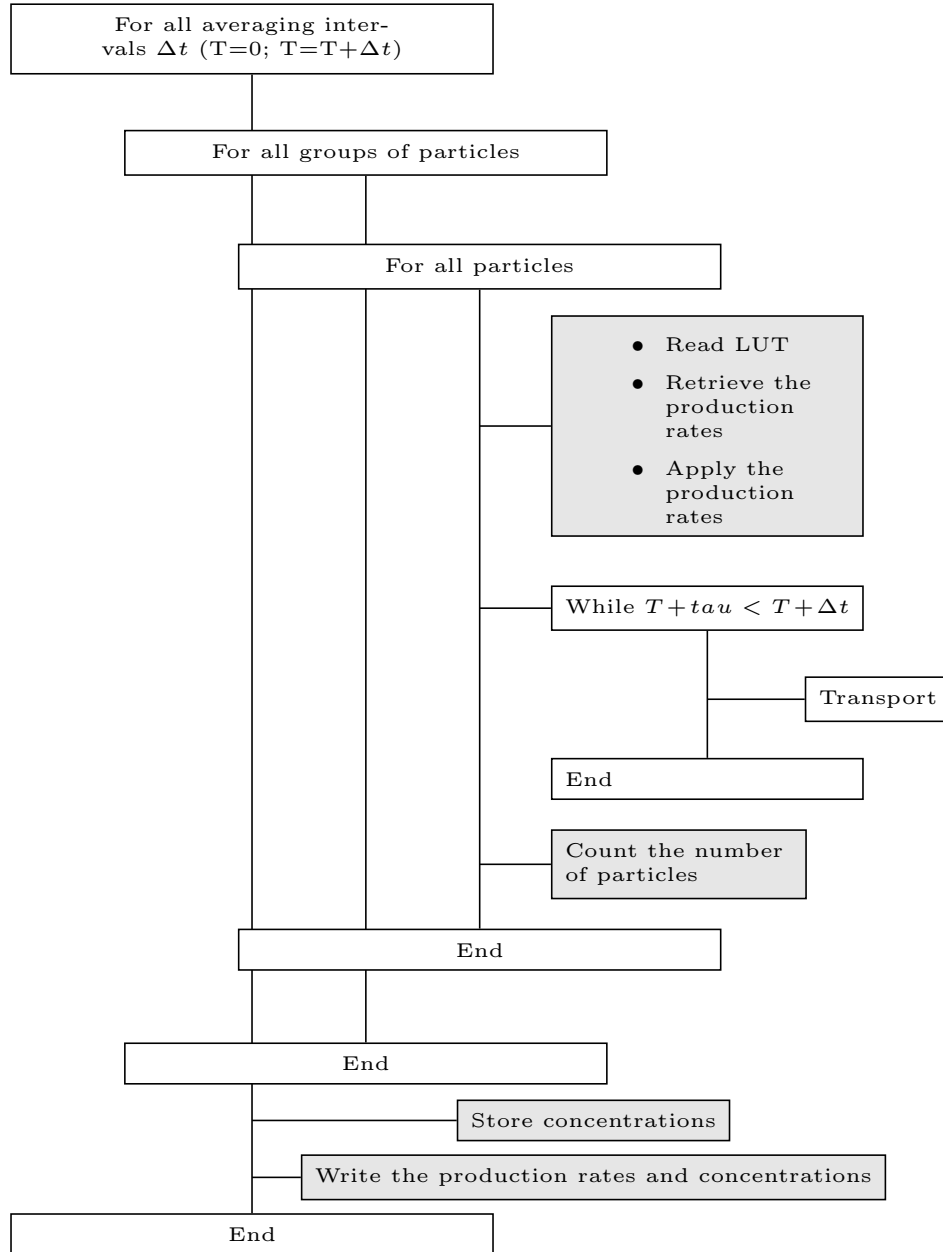 For all averaging inter-
vals Δt (T=0; T=T+Δt)
For all groups of particles
For all particles
• Read LUT
• Retrieve the
production
rates
• Apply the
production
rates
While T + tau < T + Δt
Transport
End
Count the number
of particles
End
End
Store concentrations
Write the production rates and concentrations
End